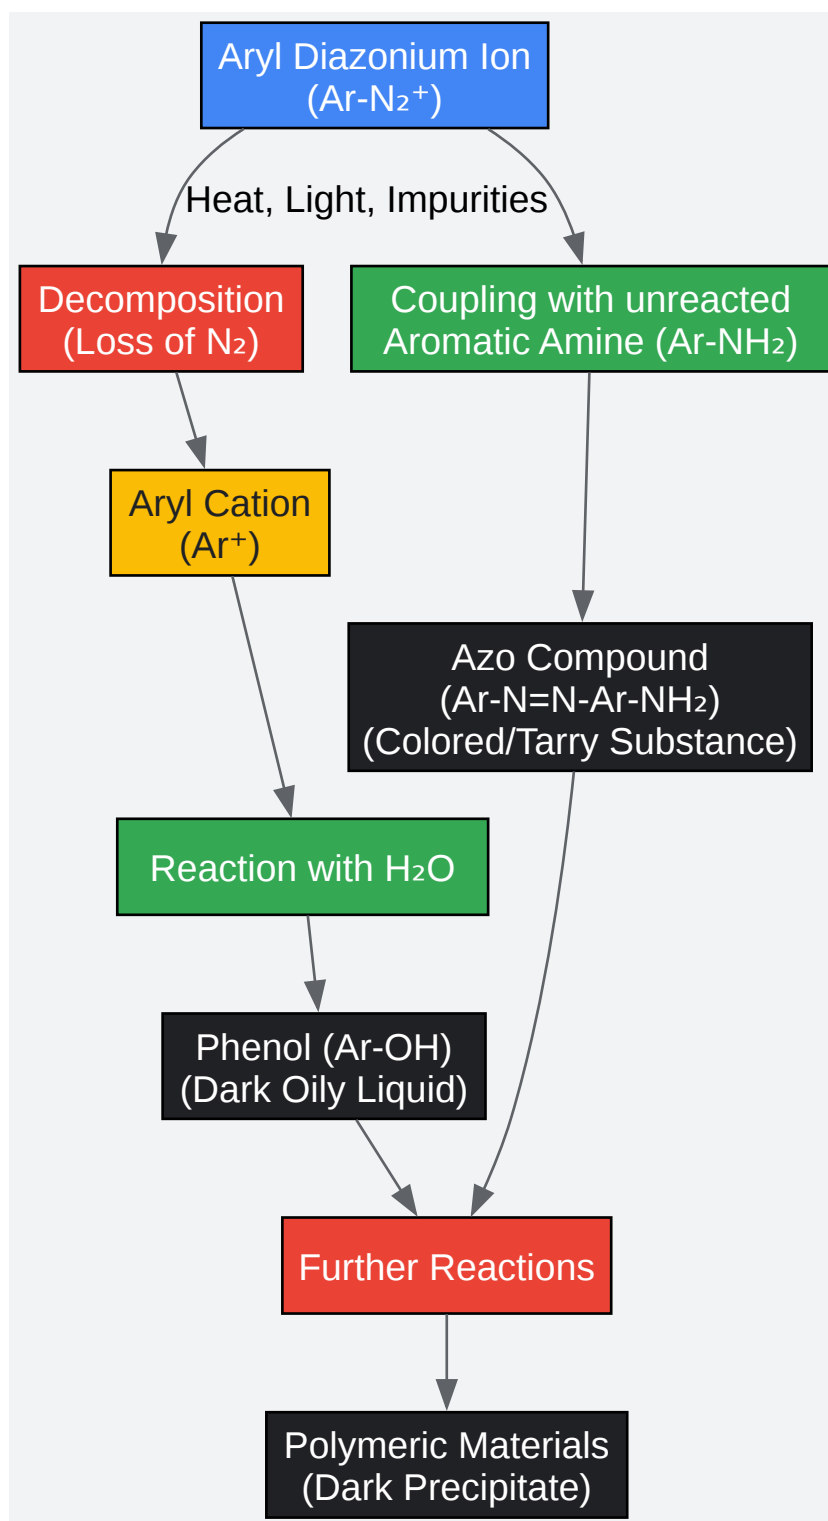 Aryl Diazonium Ion
(Ar-N₂⁺)
Heat, Light, Impurities
Decomposition
(Loss of N₂)
Coupling with unreacted
Aromatic Amine (Ar-NH₂)
Aryl Cation
(Ar⁺)
Azo Compound
(Ar-N=N-Ar-NH₂)
(Colored/Tarry Substance)
Reaction with H₂O
Phenol (Ar-OH)
(Dark Oily Liquid)
Further Reactions
Polymeric Materials
(Dark Precipitate)